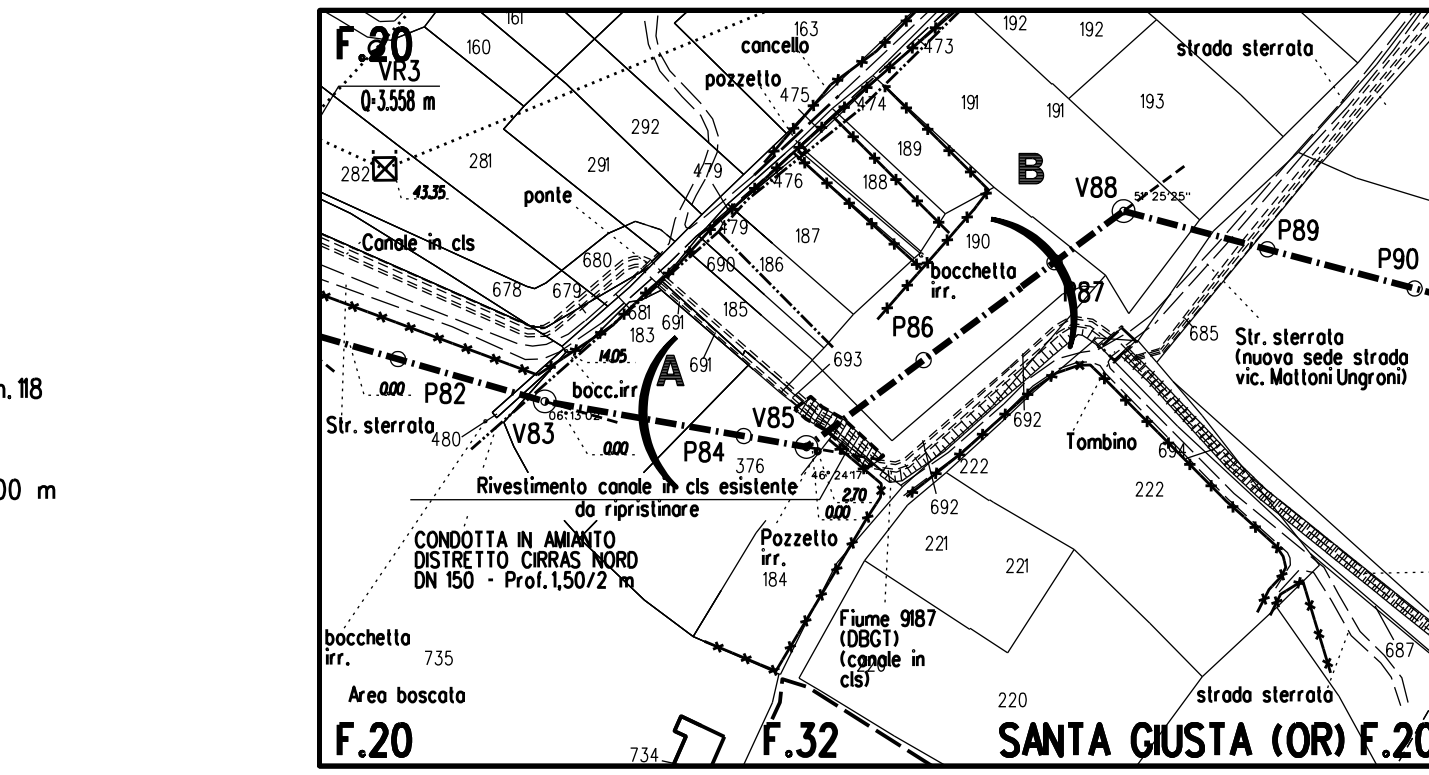 F.20
VR3
Q=3.558 m
161
160
163
cancello
pozzetto
475
474
473
192
192
strada sterrata
191
191
193
292
281
291
282
43.35
479
476
189
188
ponte
Canale in cls
479
187
190
B
V88
51° 25'25"
P89
P90
680
678
679
690
186
bocchetta
irr.
681
183
691
185
P87
P86
693
685
Str. sterrata
(nuova sede strada
vic. Mattoni Ungroni)
14.05
A
691
n. 118
0.00
P82
bocc.irr
V83
06°13'02"
Str. sterrata
480
0.00
P84
V85
376
46°24'17"
2.70
0.00
692
Tombino
694
222
222
00 m
Rivestimento canale in cls esistente
da ripristinare
CONDOTTA IN AMIANTO
DISTRETTO CIRRAS NORD
DN 150 - Prof. 1,50/2 m
Pozzetto
irr.
184
692
221
221
Fiume 9187
(DBGT)
(canale in
cls)
220
bocchetta
irr.
735
687
Area boscata
220
strada sterrata
F.20
734
F.32
SANTA GIUSTA (OR) F.20